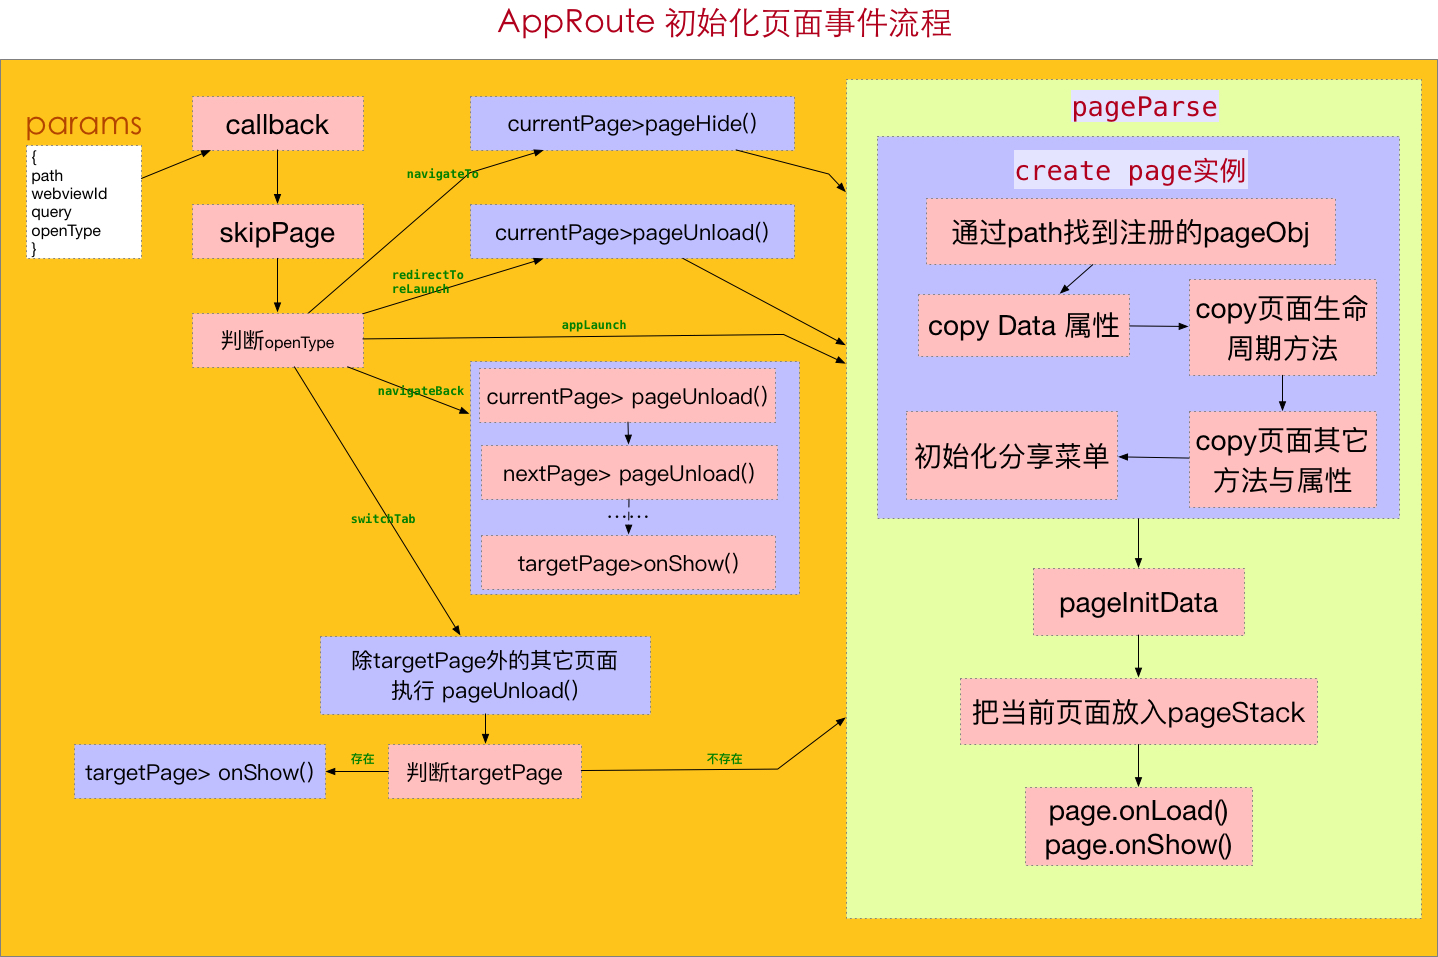 AppRoute 初始化页面事件流程
params
{
path
webviewId
query
openType
}
callback
skipPage
判断openType
navigateTo
redirectTo
reLaunch
appLaunch
navigateBack
switchTab
currentPage>pageHide()
currentPage>pageUnload()
currentPage> pageUnload()
nextPage> pageUnload()
......
targetPage>onShow()
除targetPage外的其它页面
执行 pageUnload()
判断targetPage
存在
不存在
targetPage> onShow()
pageParse
create page实例
通过path找到注册的pageObj
copy Data 属性
copy页面生命
周期方法
copy页面其它
方法与属性
初始化分享菜单
pageInitData
把当前页面放入pageStack
page.onLoad()
page.onShow()